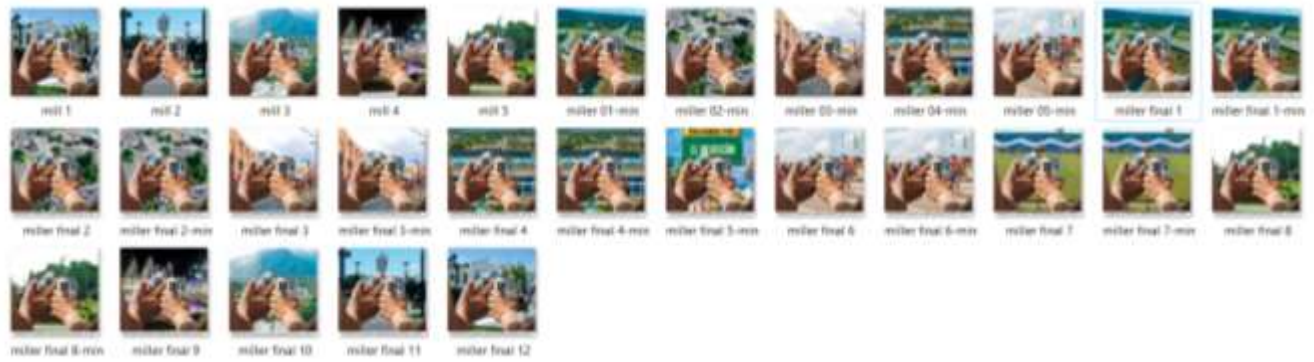 mill 1 mill 2 mill 3 mill 4 mill 5 miller 01-min miller 02-min miller 03-min miller 04-min miller 05-min miller final 1 miller final 1-min
miller final 2 miller final 2-min miller final 3 miller final 3-min miller final 4 miller final 4-min miller final 5-min miller final 6 miller final 6-min miller final 7 miller final 7-min miller final 8
miller final 8-min miller final 9 miller final 10 miller final 11 miller final 12